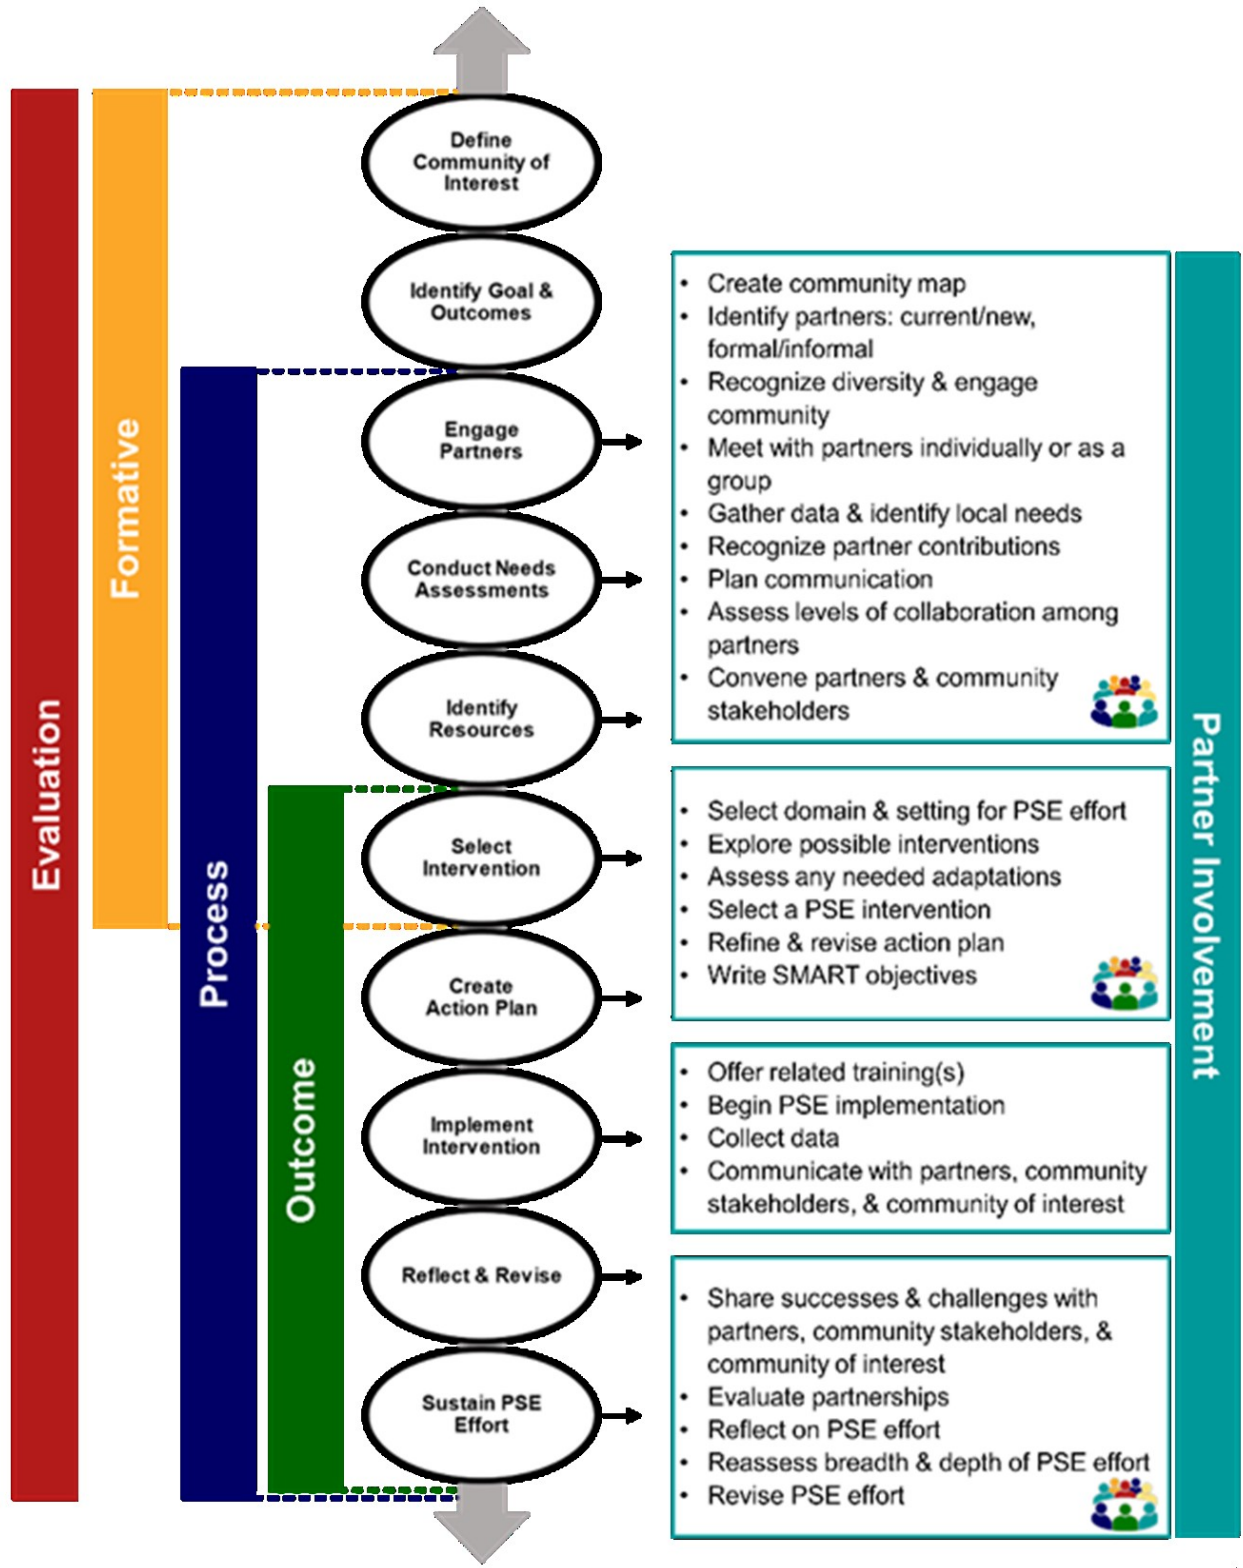 Evaluation
Formative
Process
Outcome
Define
Community of
Interest
Identify Goal &
Outcomes
Engage
Partners
Conduct Needs
Assessments
Identify
Resources
Select
Intervention
Create
Action Plan
Implement
Intervention
Reflect & Revise
Sustain PSE
Effort
• Create community map
• Identify partners: current/new,
formal/informal
• Recognize diversity & engage
community
• Meet with partners individually or as a
group
• Gather data & identify local needs
• Recognize partner contributions
• Plan communication
• Assess levels of collaboration among
partners
• Convene partners & community
stakeholders
• Select domain & setting for PSE effort
• Explore possible interventions
• Assess any needed adaptations
• Select a PSE intervention
• Refine & revise action plan
• Write SMART objectives
• Offer related training(s)
• Begin PSE implementation
• Collect data
• Communicate with partners, community
stakeholders, & community of interest
• Share successes & challenges with
partners, community stakeholders, &
community of interest
• Evaluate partnerships
• Reflect on PSE effort
• Reassess breadth & depth of PSE effort
• Revise PSE effort
Partner Involvement